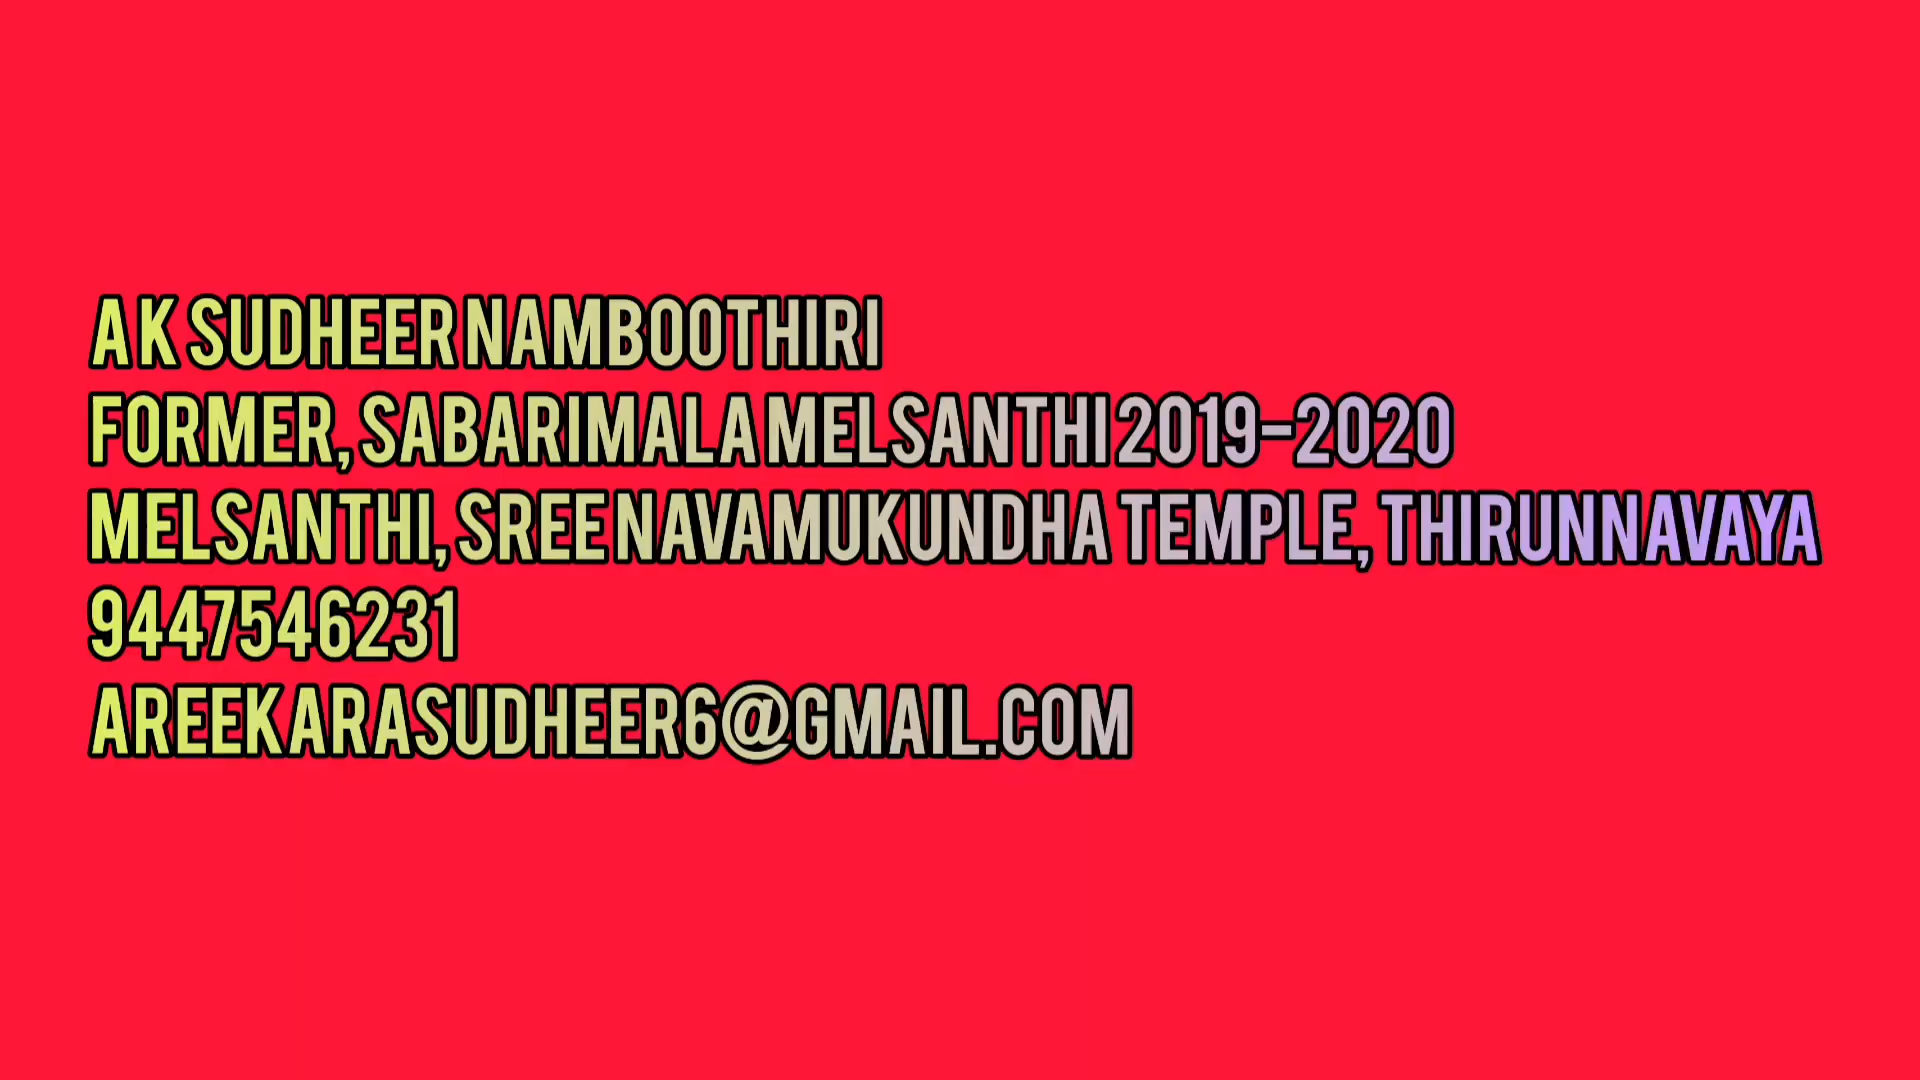 A K SUDHEER NAMBOOTHIRI
FORMER, SABARIMALA MELSANTHI 2019-2020
MELSANTHI, SREE NAVAMUKUNDHA TEMPLE, THIRUNNAVAYA
9447546231
AREEKARASUDHEER6@GMAIL.COM